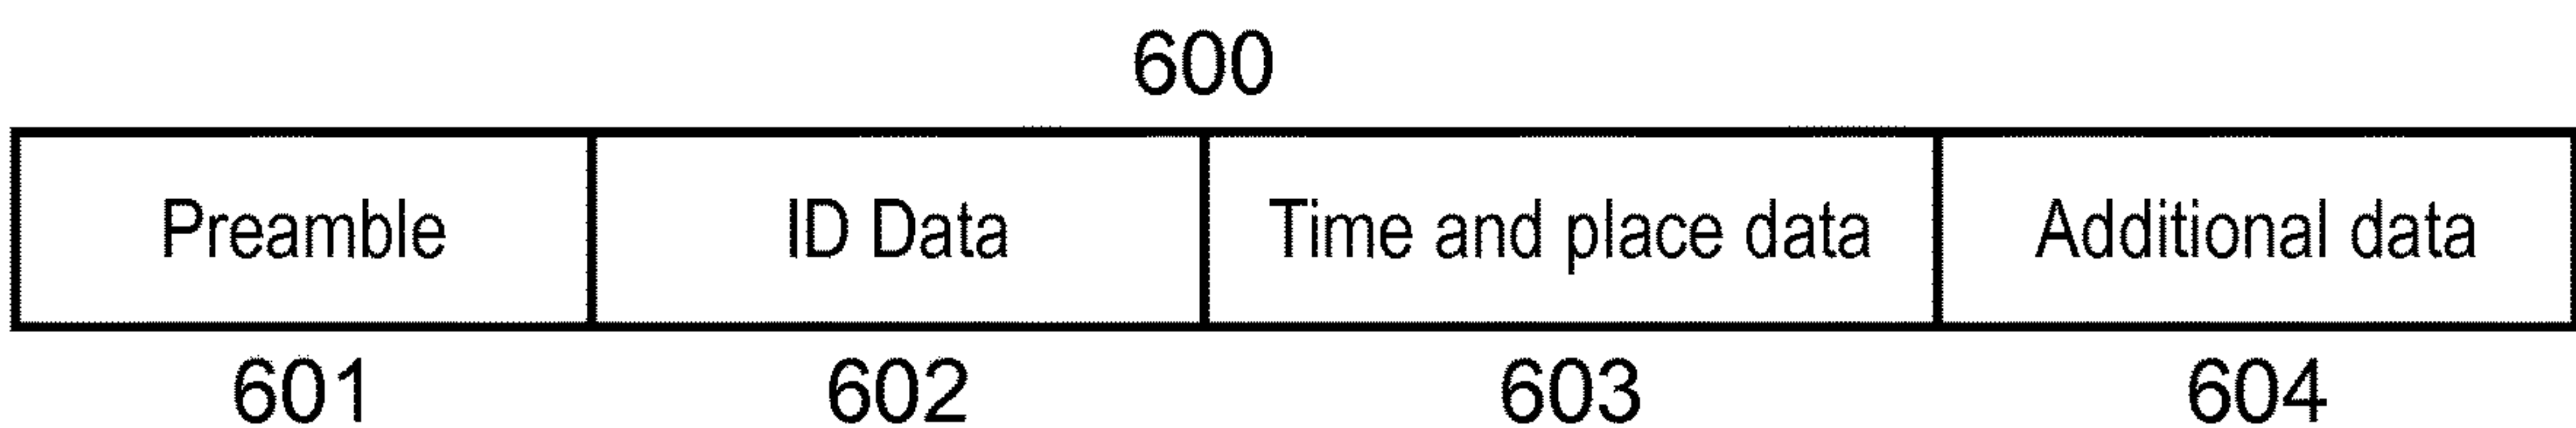 600
Preamble ID Data Time and place data Additional data
601 602 603 604